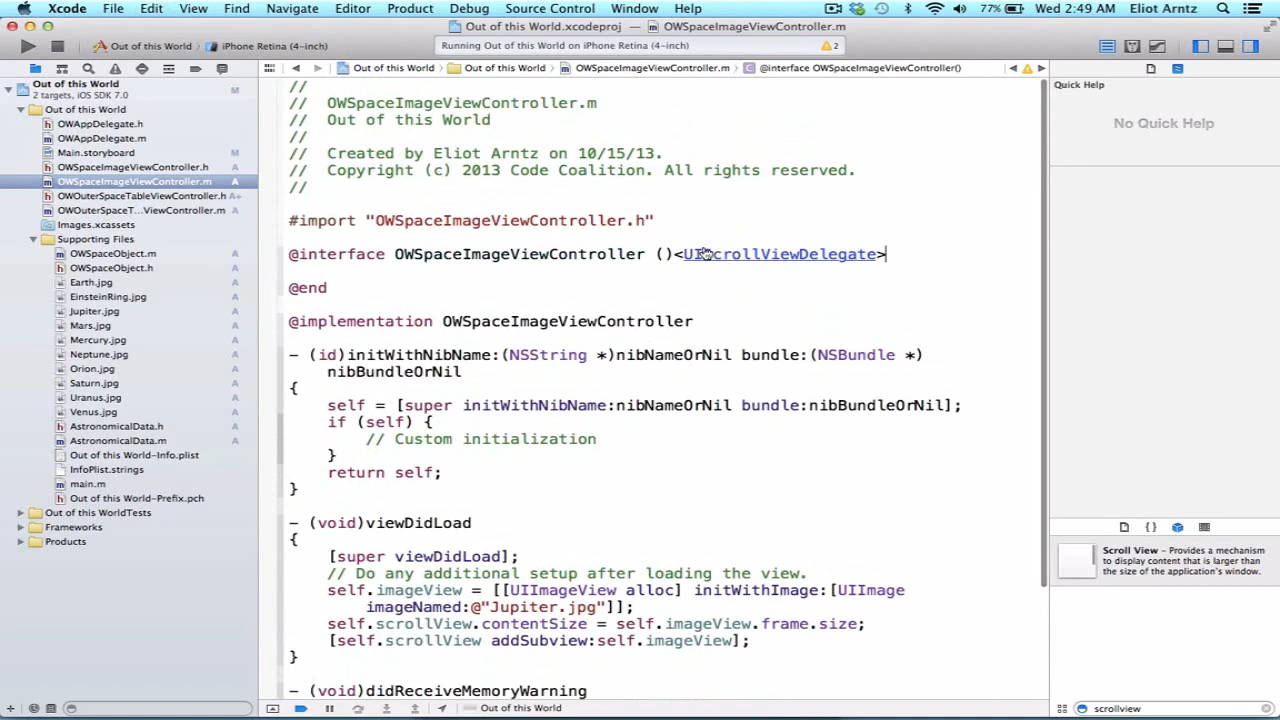 Xcode File Edit View Find Navigate Editor Product Debug Source Control Window Help 77% Wed 2:49 AM Eliot Arntz
Out of this World.xcodeproj — OWSpaceImageViewController.m
Out of this World iPhone Retina (4-inch) Running Out of this World on iPhone Retina (4-inch) 2
Out of this World Out of this World OWSpaceImageViewController.m @interface OWSpaceImageViewController()
Out of this World M
2 targets, iOS SDK 7.0
Out of this World
OWAppDelegate.h
OWAppDelegate.m
Main.storyboard M
OWSpaceImageViewController.h A
OWSpaceImageViewController.m A
OWOuterSpaceTableViewController.h A+
OWOuterSpaceT...ViewController.m A
Images.xcassets
Supporting Files
OWSpaceObject.m A
OWSpaceObject.h A
Earth.jpg A
EinsteinRing.jpg A
Jupiter.jpg A
Mars.jpg A
Mercury.jpg A
Neptune.jpg A
Orion.jpg A
Saturn.jpg A
Uranus.jpg A
Venus.jpg A
AstronomicalData.h A
AstronomicalData.m A
Out of this World-Info.plist
InfoPlist.strings
main.m
Out of this World-Prefix.pch
Out of this WorldTests
Frameworks
Products
//
// OWSpaceImageViewController.m
// Out of this World
//
// Created by Eliot Arntz on 10/15/13.
// Copyright (c) 2013 Code Coalition. All rights reserved.
//
#import "OWSpaceImageViewController.h"
@interface OWSpaceImageViewController ()<UIScrollViewDelegate>
@end
@implementation OWSpaceImageViewController
- (id)initWithNibName:(NSString *)nibNameOrNil bundle:(NSBundle *)
nibBundleOrNil
{
self = [super initWithNibName:nibNameOrNil bundle:nibBundleOrNil];
if (self) {
// Custom initialization
}
return self;
}
- (void)viewDidLoad
{
[super viewDidLoad];
// Do any additional setup after loading the view.
self.imageView = [[UIImageView alloc] initWithImage:[UIImage
imageNamed:@"Jupiter.jpg"]];
self.scrollView.contentSize = self.imageView.frame.size;
[self.scrollView addSubview:self.imageView];
}
- (void)didReceiveMemoryWarning
Out of this World
Quick Help
No Quick Help
{}
Scroll View - Provides a mechanism
to display content that is larger than
the size of the application's window.
scrollview